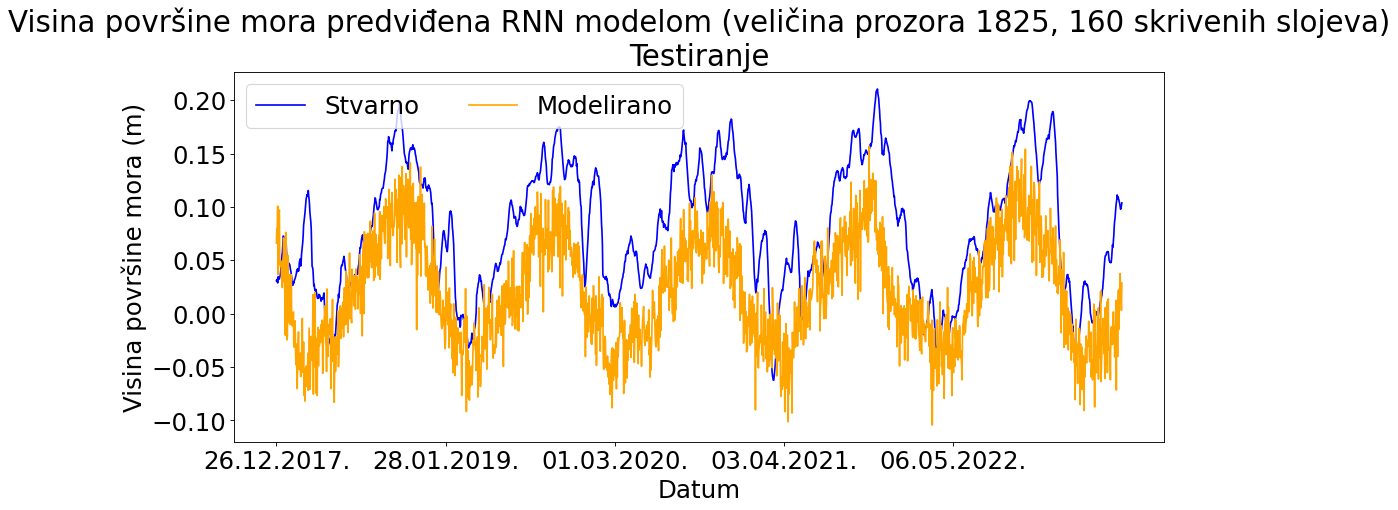 Visina površine mora predviđena RNN modelom (veličina prozora 1825, 160 skrivenih slojeva)
Testiranje
Stvarno Modelirano
Visina površine mora (m)
0.20
0.15
0.10
0.05
0.00
−0.05
−0.10
26.12.2017. 28.01.2019. 01.03.2020. 03.04.2021. 06.05.2022.
Datum